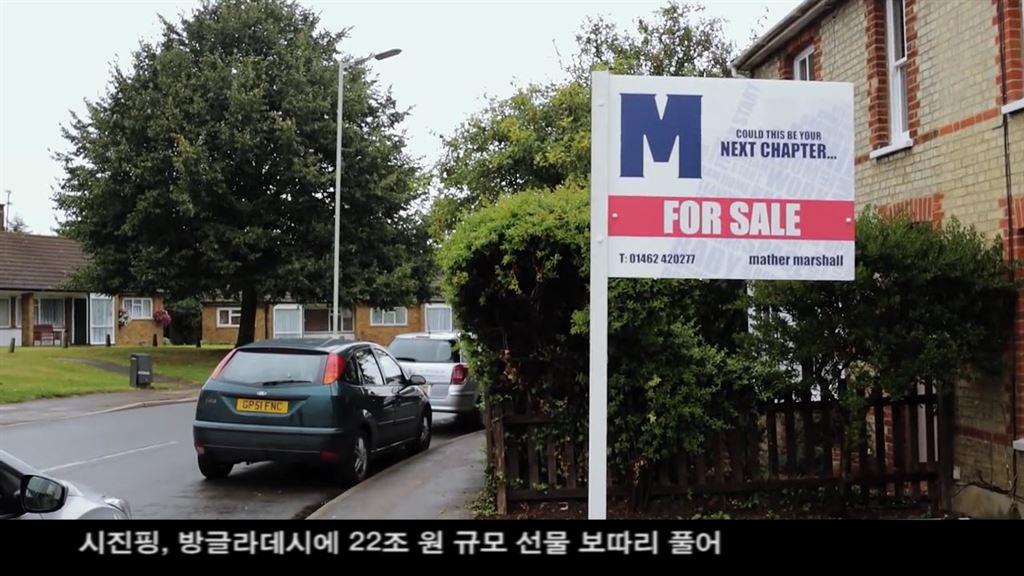 M
COULD THIS BE YOUR
NEXT CHAPTER...
FOR SALE
T: 01462 420277 mather marshall
GP51 FNC
시진핑, 방글라데시에 22조 원 규모 선물 보따리 풀어